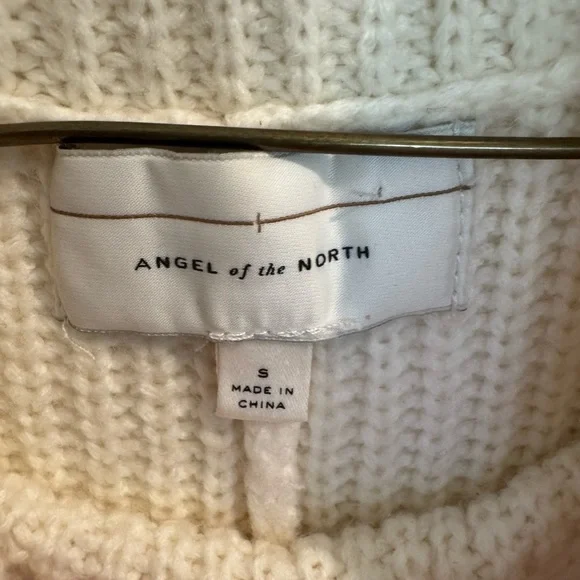 ANGEL of the NORTH
S
MADE IN
CHINA